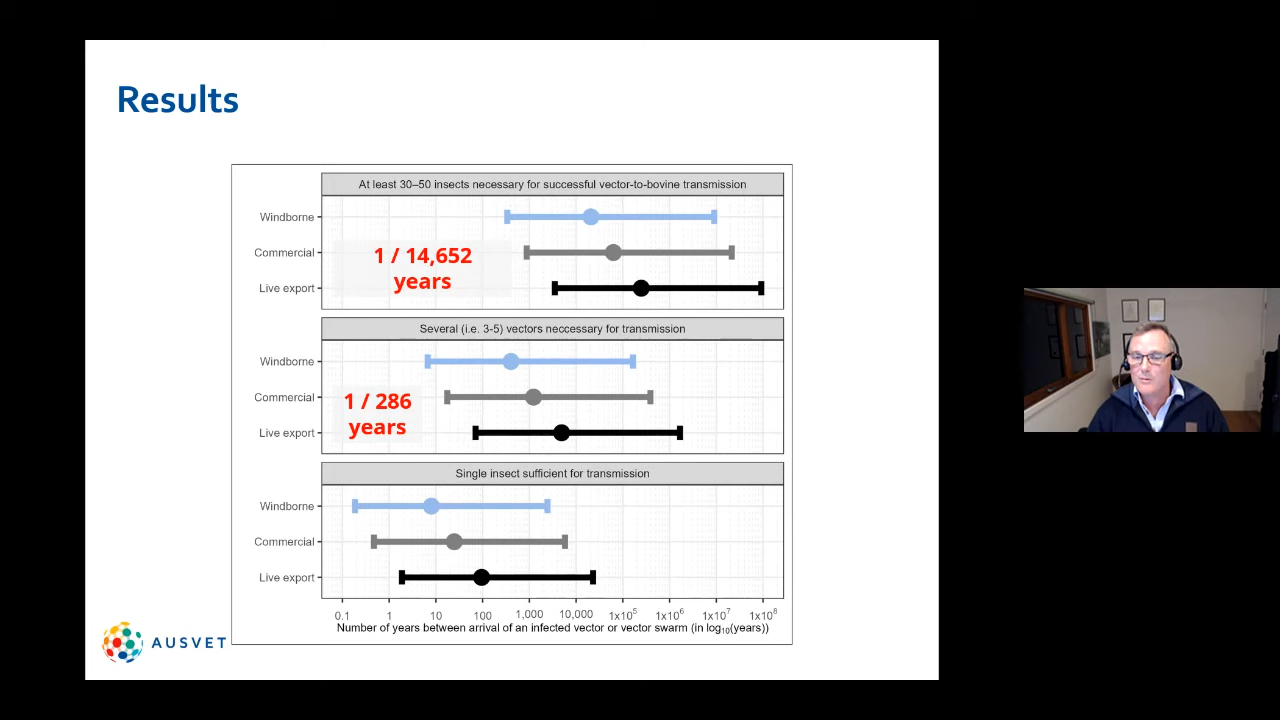 Results
At least 30–50 insects necessary for successful vector-to-bovine transmission
Windborne
Commercial
Live export
1 / 14,652
years
Several (i.e. 3-5) vectors neccessary for transmission
Windborne
Commercial
Live export
1 / 286
years
Single insect sufficient for transmission
Windborne
Commercial
Live export
0.1 1 10 100 1,000 10,000 1x10⁵ 1x10⁶ 1x10⁷ 1x10⁸
Number of years between arrival of an infected vector or vector swarm (in log₁₀(years))
AUSVET